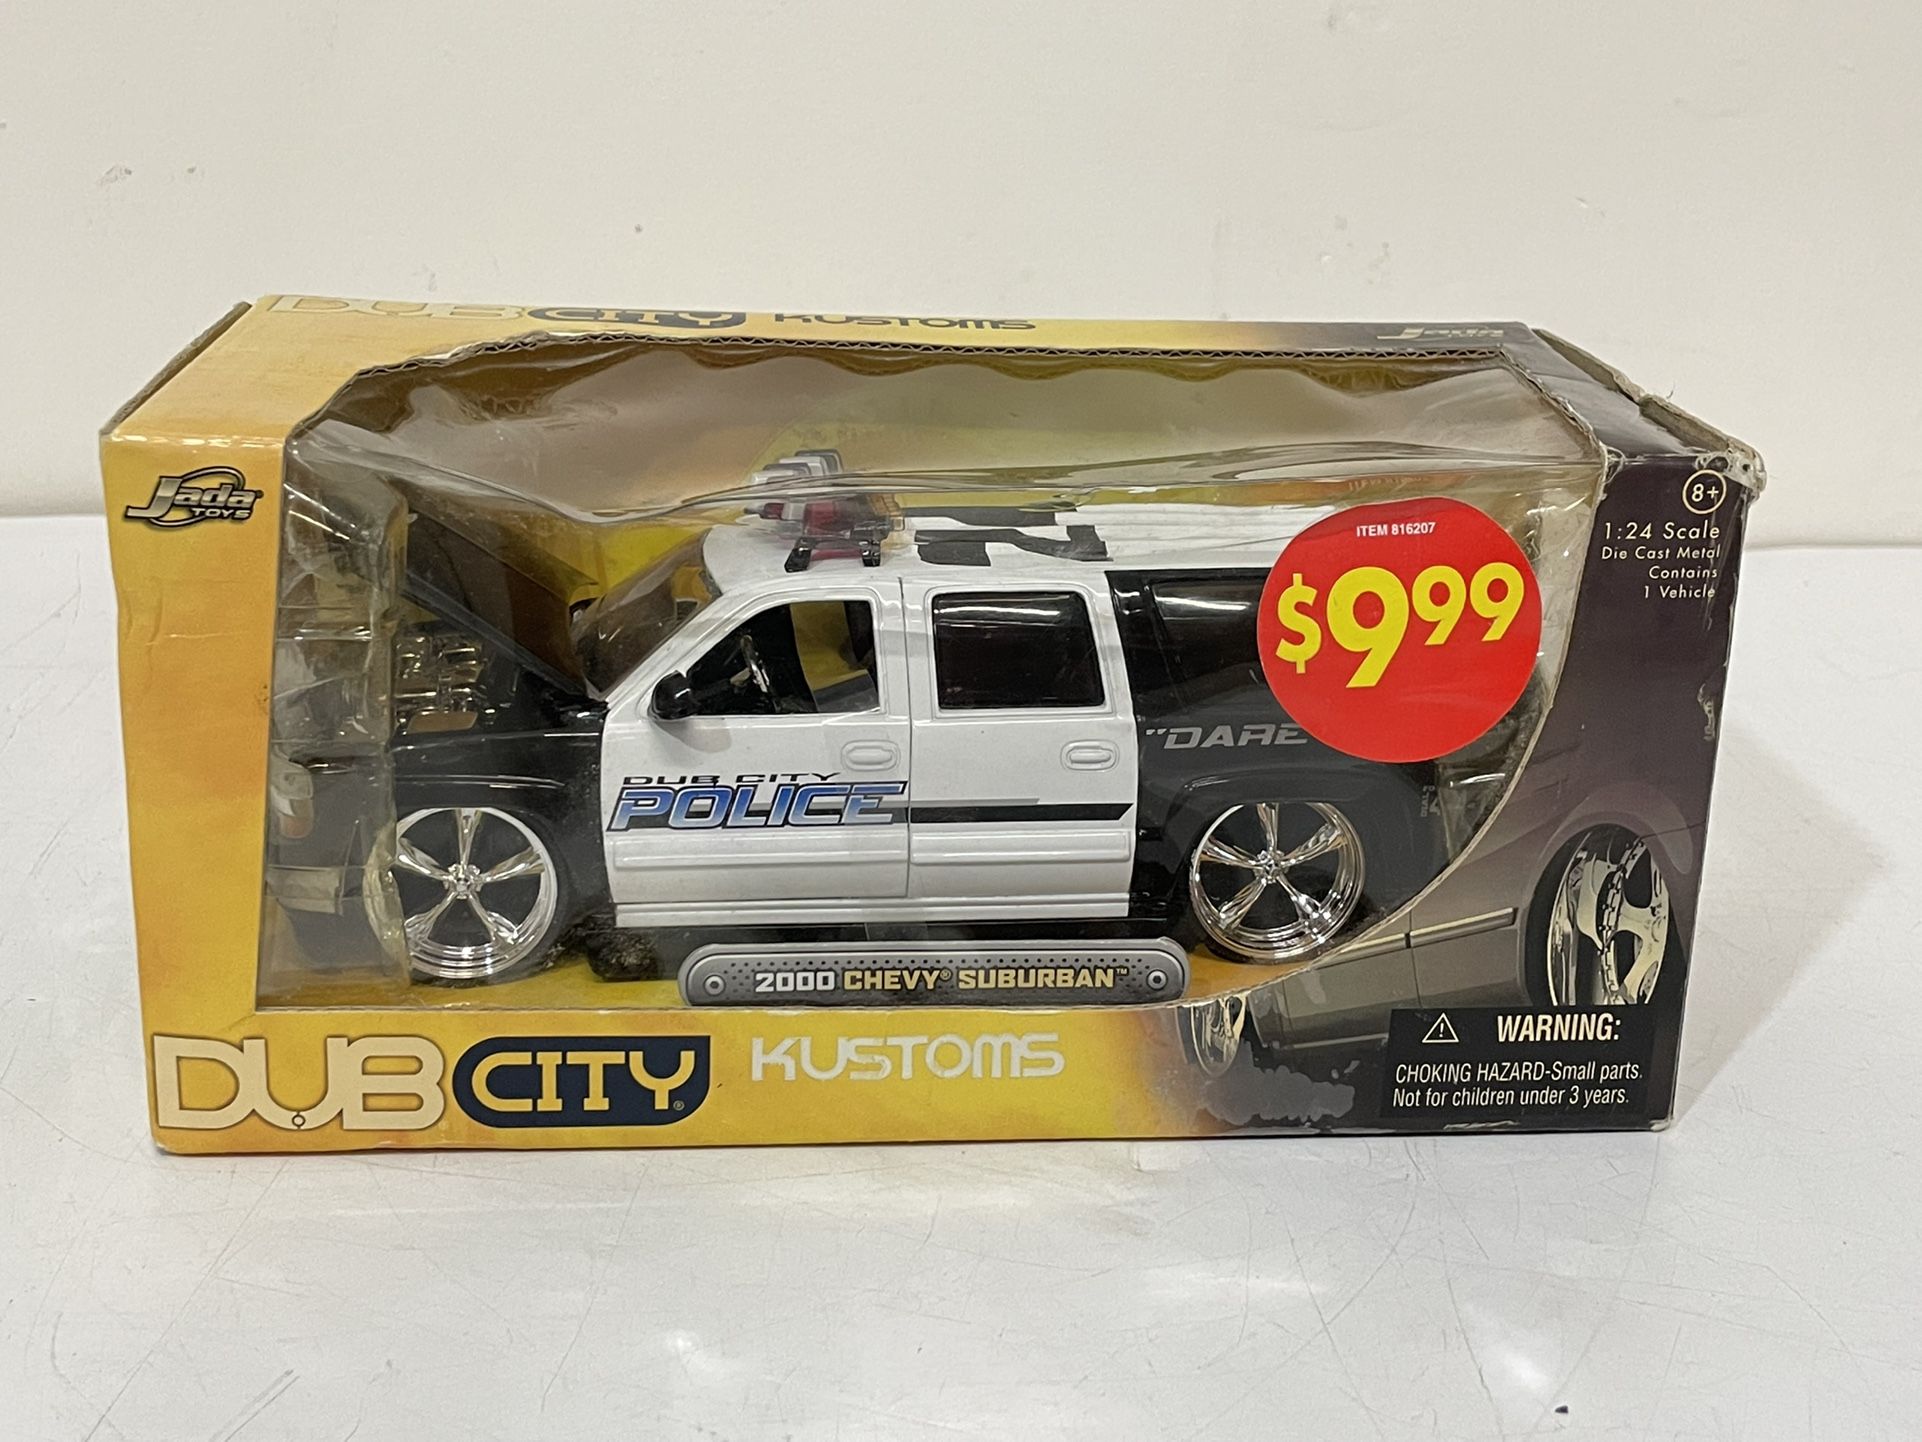 DUB CITY KUSTOMS
Jada
Jada
TOYS
8+
1:24 Scale
Die Cast Metal
Contains
1 Vehicle
ITEM 816207
$9.99
"DARE
DUB CITY
POLICE
2000 CHEVY® SUBURBAN™
DUB CITY® KUSTOMS
WARNING:
CHOKING HAZARD-Small parts.
Not for children under 3 years.